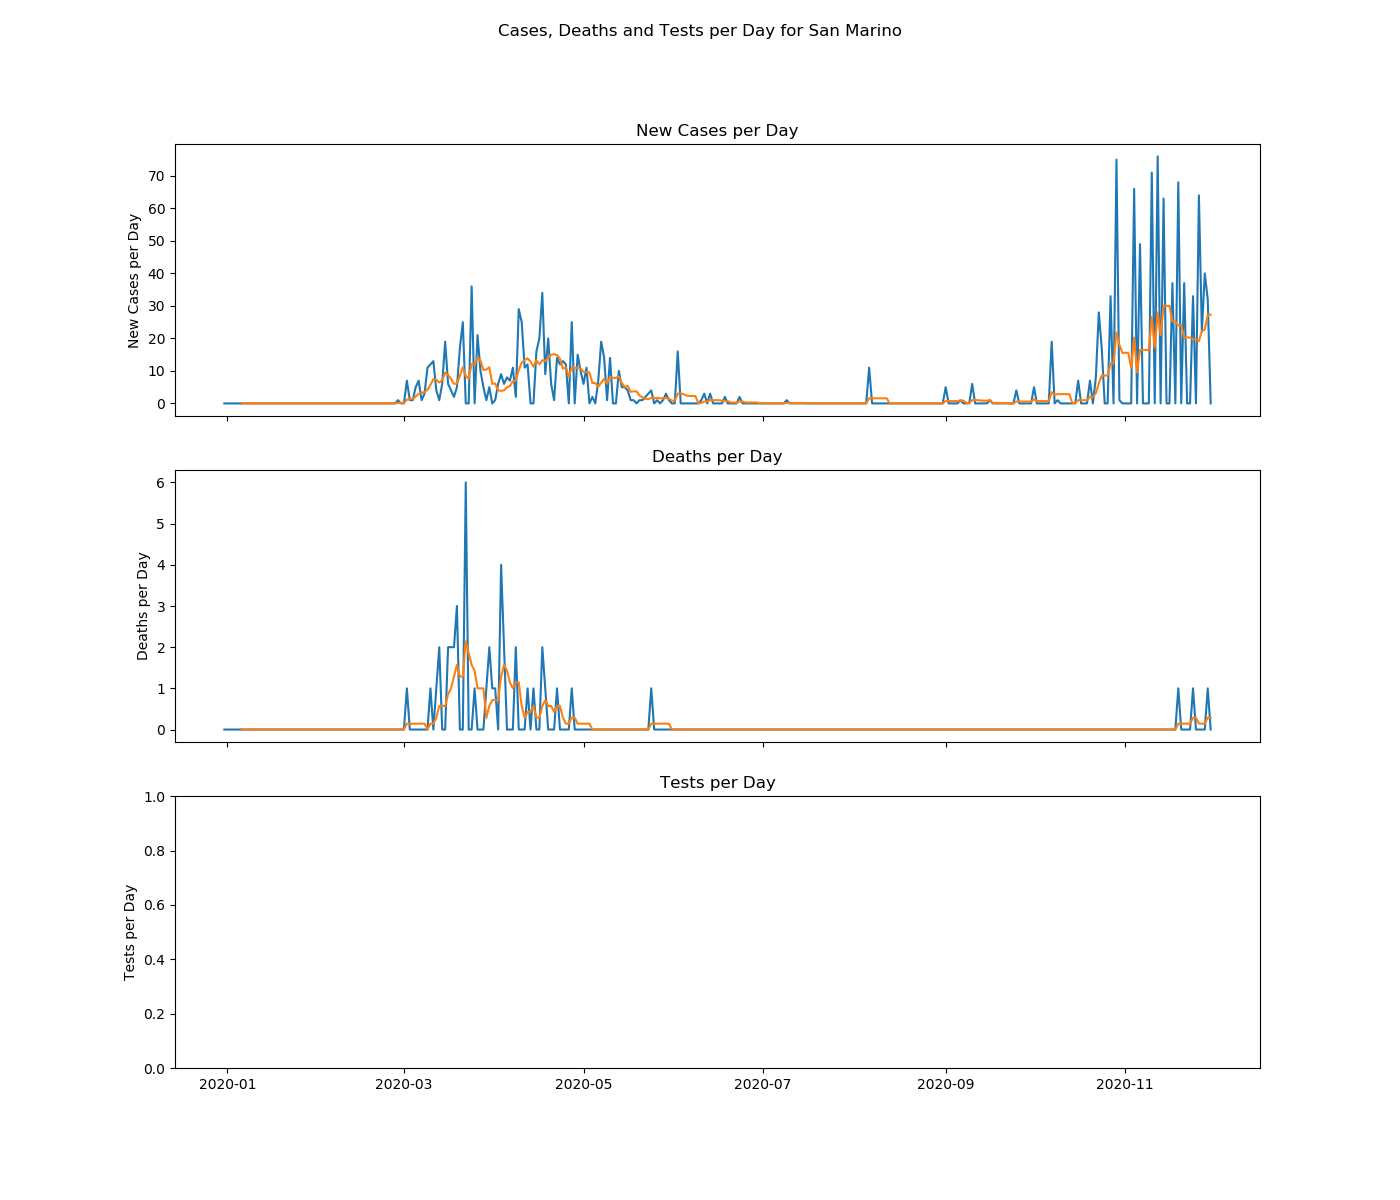 Cases, Deaths and Tests per Day for San Marino
New Cases per Day
New Cases per Day
70
60
50
40
30
20
10
0
Deaths per Day
Deaths per Day
6
5
4
3
2
1
0
Tests per Day
Tests per Day
1.0
0.8
0.6
0.4
0.2
0.0
2020-01 2020-03 2020-05 2020-07 2020-09 2020-11